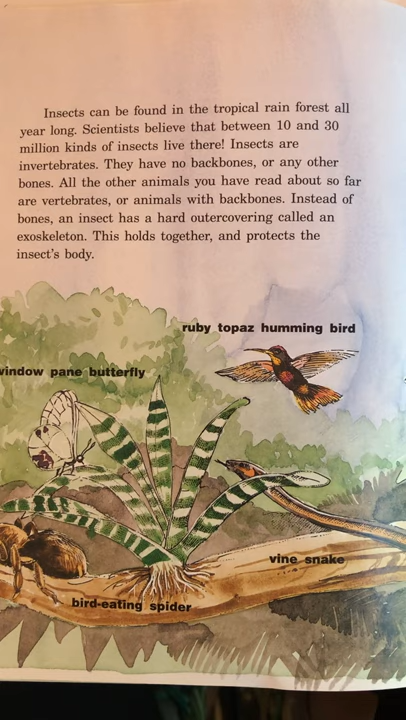 Insects can be found in the tropical rain forest all
year long. Scientists believe that between 10 and 30
million kinds of insects live there! Insects are
invertebrates. They have no backbones, or any other
bones. All the other animals you have read about so far
are vertebrates, or animals with backbones. Instead of
bones, an insect has a hard outercovering called an
exoskeleton. This holds together, and protects the
insect's body.
ruby topaz humming bird
window pane butterfly
vine snake
bird-eating spider